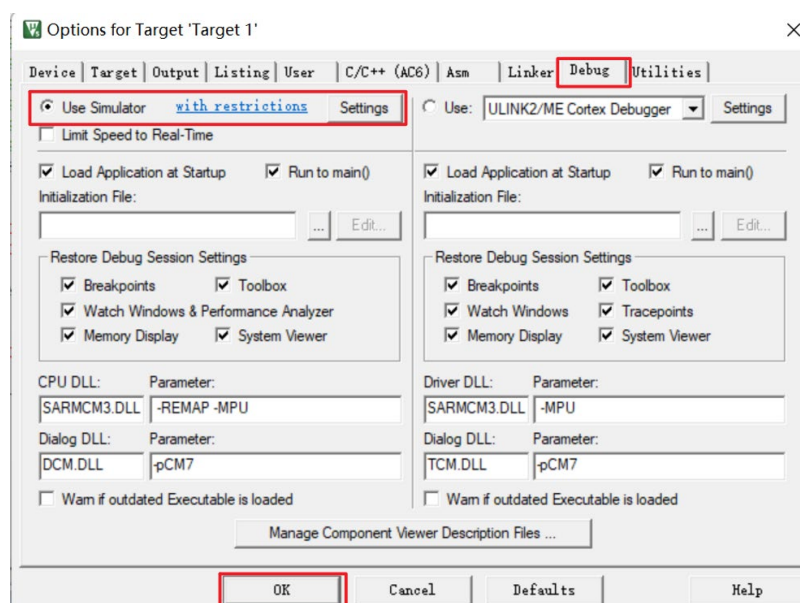 Options for Target 'Target 1'
Device Target Output Listing User C/C++ (AC6) Asm Linker Debug Utilities
Use Simulator with restrictions Settings Use: ULINK2/ME Cortex Debugger Settings
Limit Speed to Real-Time
Load Application at Startup Run to main() Load Application at Startup Run to main()
Initialization File: Initialization File:
... Edit... ... Edit...
Restore Debug Session Settings Restore Debug Session Settings
Breakpoints Toolbox Breakpoints Toolbox
Watch Windows & Performance Analyzer Watch Windows Tracepoints
Memory Display System Viewer Memory Display System Viewer
CPU DLL: Parameter: Driver DLL: Parameter:
SARMCM3.DLL -REMAP -MPU SARMCM3.DLL -MPU
Dialog DLL: Parameter: Dialog DLL: Parameter:
DCM.DLL -pCM7 TCM.DLL -pCM7
Warn if outdated Executable is loaded Warn if outdated Executable is loaded
Manage Component Viewer Description Files ...
OK Cancel Defaults Help